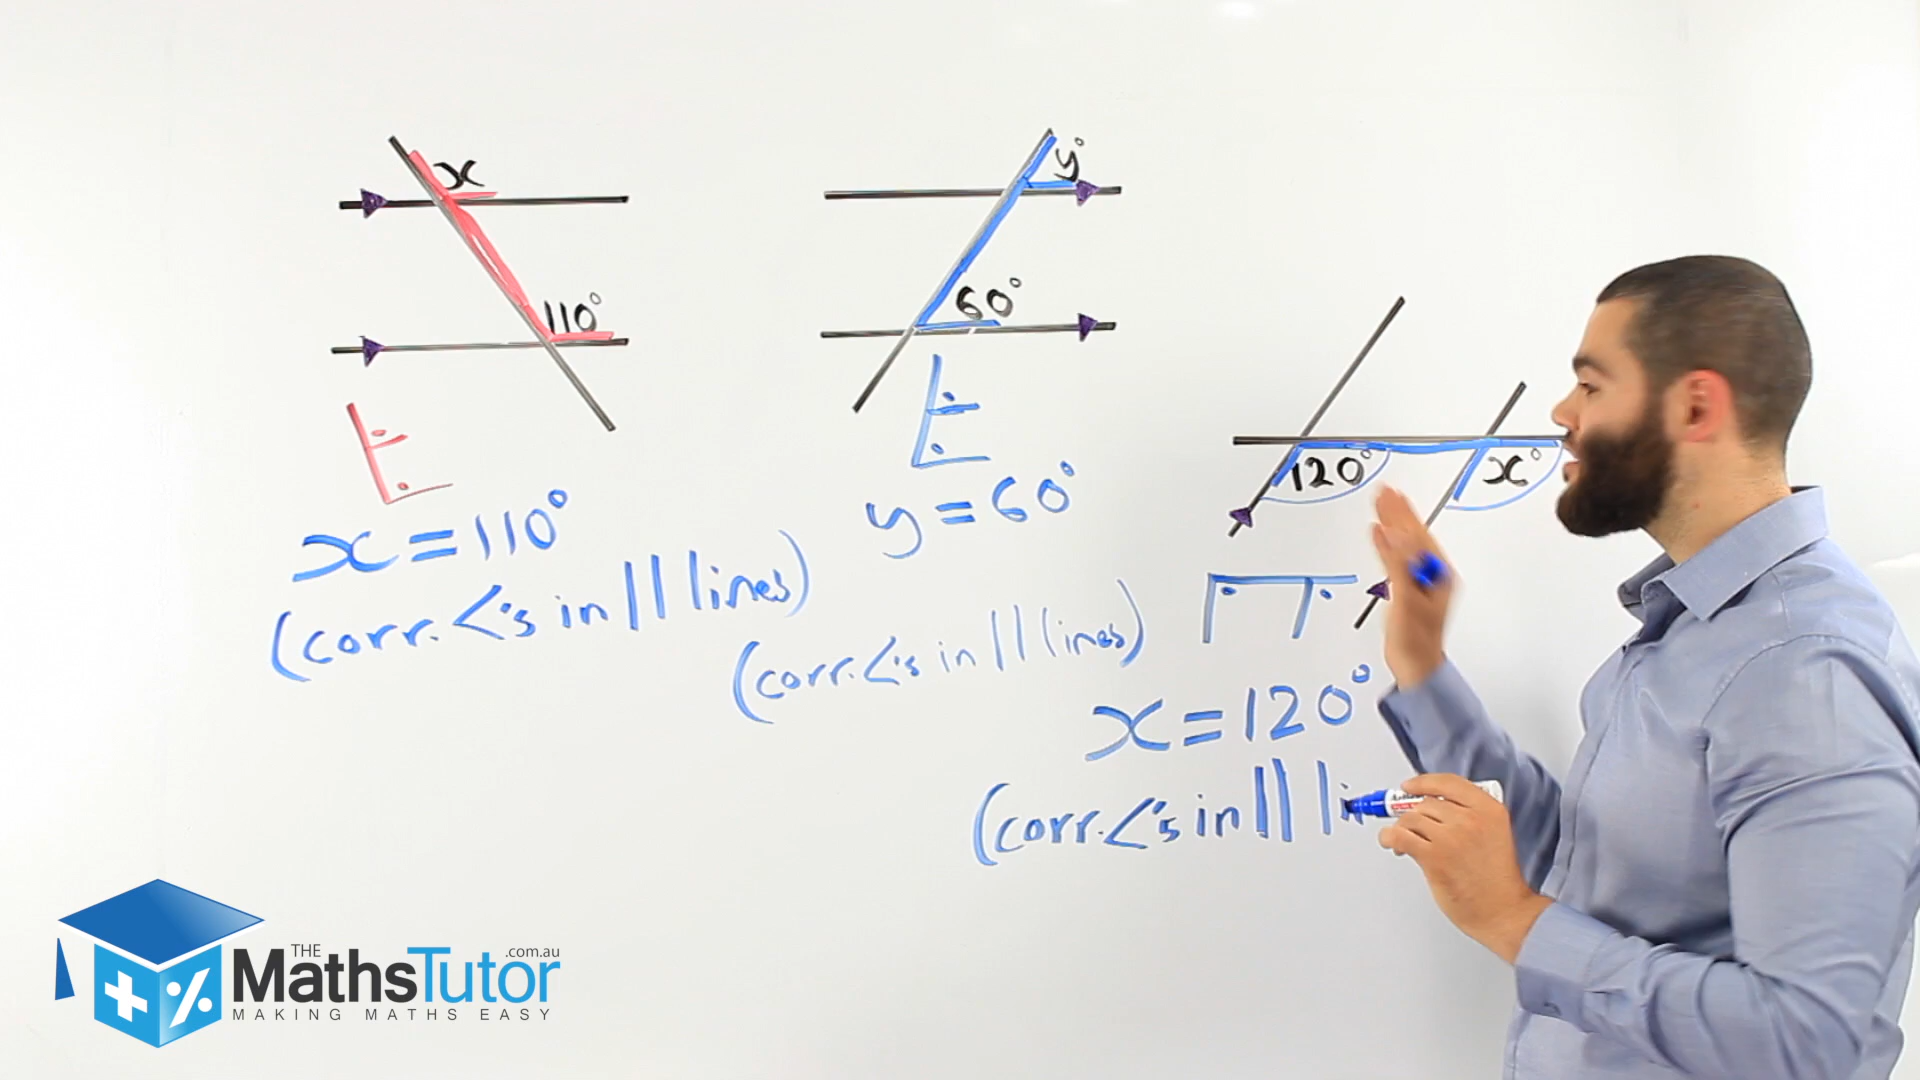 x
110°
x = 110°
(corr. <'s in || lines)
y°
60°
y = 60°
(corr. <'s in || lines)
120°
x°
x = 120°
(corr. <'s in || li
THE
MathsTutor
.com.au
MAKING MATHS EASY